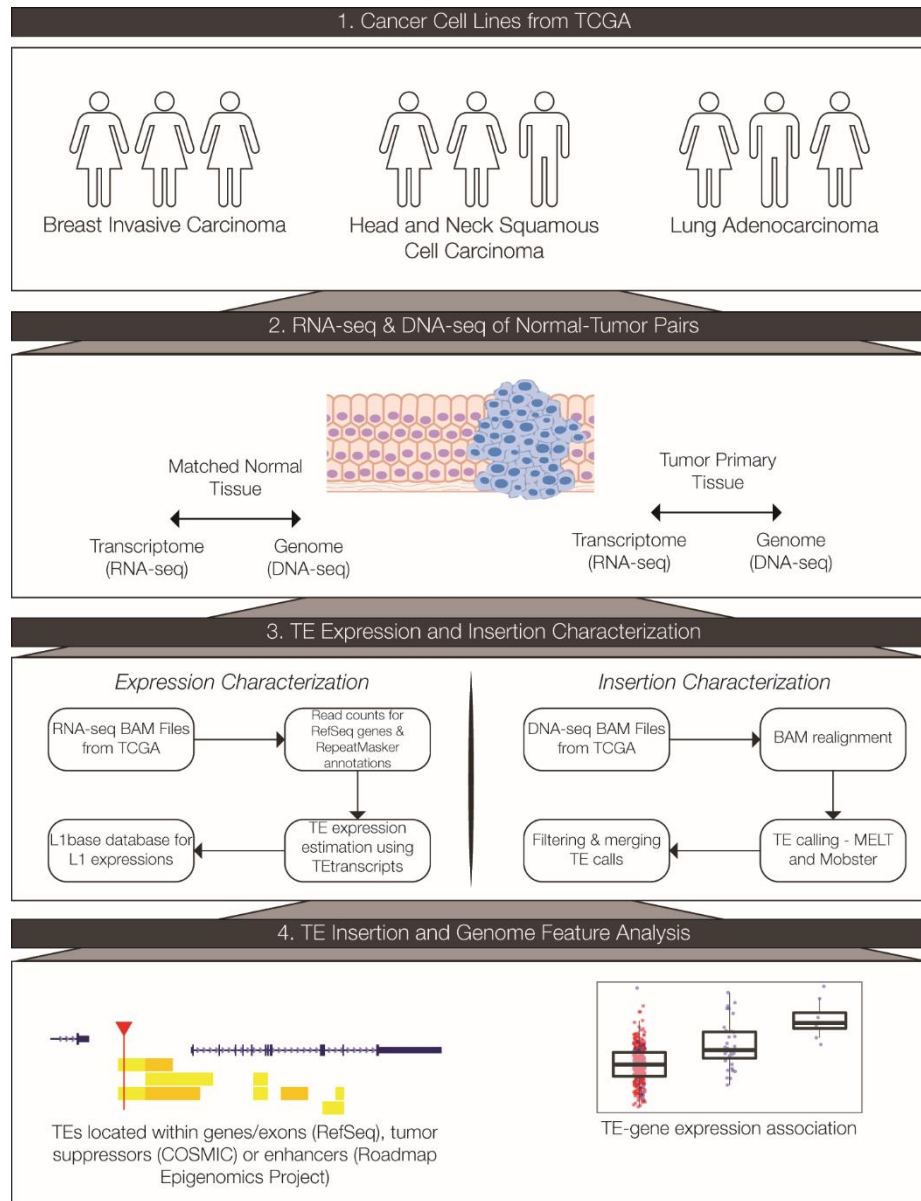 1. Cancer Cell Lines from TCGA
Breast Invasive Carcinoma
Head and Neck Squamous
Cell Carcinoma
Lung Adenocarcinoma
2. RNA-seq & DNA-seq of Normal-Tumor Pairs
Matched Normal
Tissue
Transcriptome
(RNA-seq)
Genome
(DNA-seq)
Tumor Primary
Tissue
Transcriptome
(RNA-seq)
Genome
(DNA-seq)
3. TE Expression and Insertion Characterization
Expression Characterization
RNA-seq BAM Files
from TCGA
Read counts for
RefSeq genes &
RepeatMasker
annotations
L1base database for
L1 expressions
TE expression
estimation using
TEtranscripts
Insertion Characterization
DNA-seq BAM Files
from TCGA
BAM realignment
Filtering & merging
TE calls
TE calling - MELT
and Mobster
4. TE Insertion and Genome Feature Analysis
TEs located within genes/exons (RefSeq), tumor
suppressors (COSMIC) or enhancers (Roadmap
Epigenomics Project)
TE-gene expression association